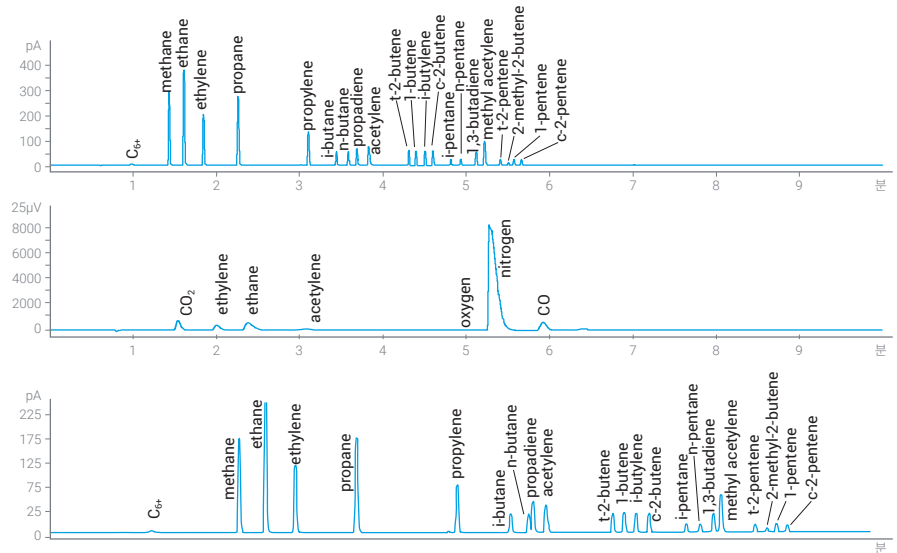 pA
400
300
200
100
0
C6+
methane
ethane
ethylene
propane
propylene
i-butane
n-butane
propadiene
acetylene
t-2-butene
1-butene
i-butylene
c-2-butene
i-pentane
n-pentane
1,3-butadiene
methyl acetylene
t-2-pentene
2-methyl-2-butene
1-pentene
c-2-pentene
1 2 3 4 5 6 7 8 9 분
25μV
8000
6000
4000
2000
0
CO2
ethylene
ethane
acetylene
oxygen
nitrogen
CO
1 2 3 4 5 6 7 8 9 분
pA
225
175
125
75
25
0
C6+
methane
ethane
ethylene
propane
propylene
i-butane
n-butane
propadiene
acetylene
t-2-butene
1-butene
i-butylene
c-2-butene
i-pentane
n-pentane
1,3-butadiene
methyl acetylene
t-2-pentene
2-methyl-2-butene
1-pentene
c-2-pentene
분